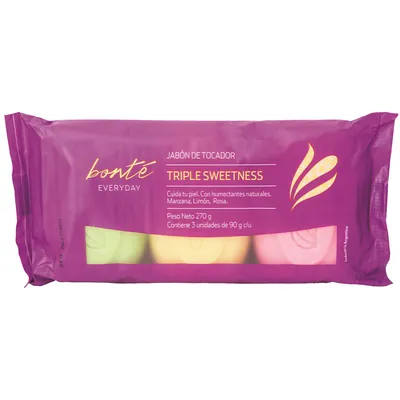 bonté
EVERYDAY
JABÓN DE TOCADOR
TRIPLE SWEETNESS
Cuida tu piel. Con humectantes naturales.
Manzana, Limón, Rosa.
Peso Neto 270 g
Contiene 3 unidades de 90 g c/u.